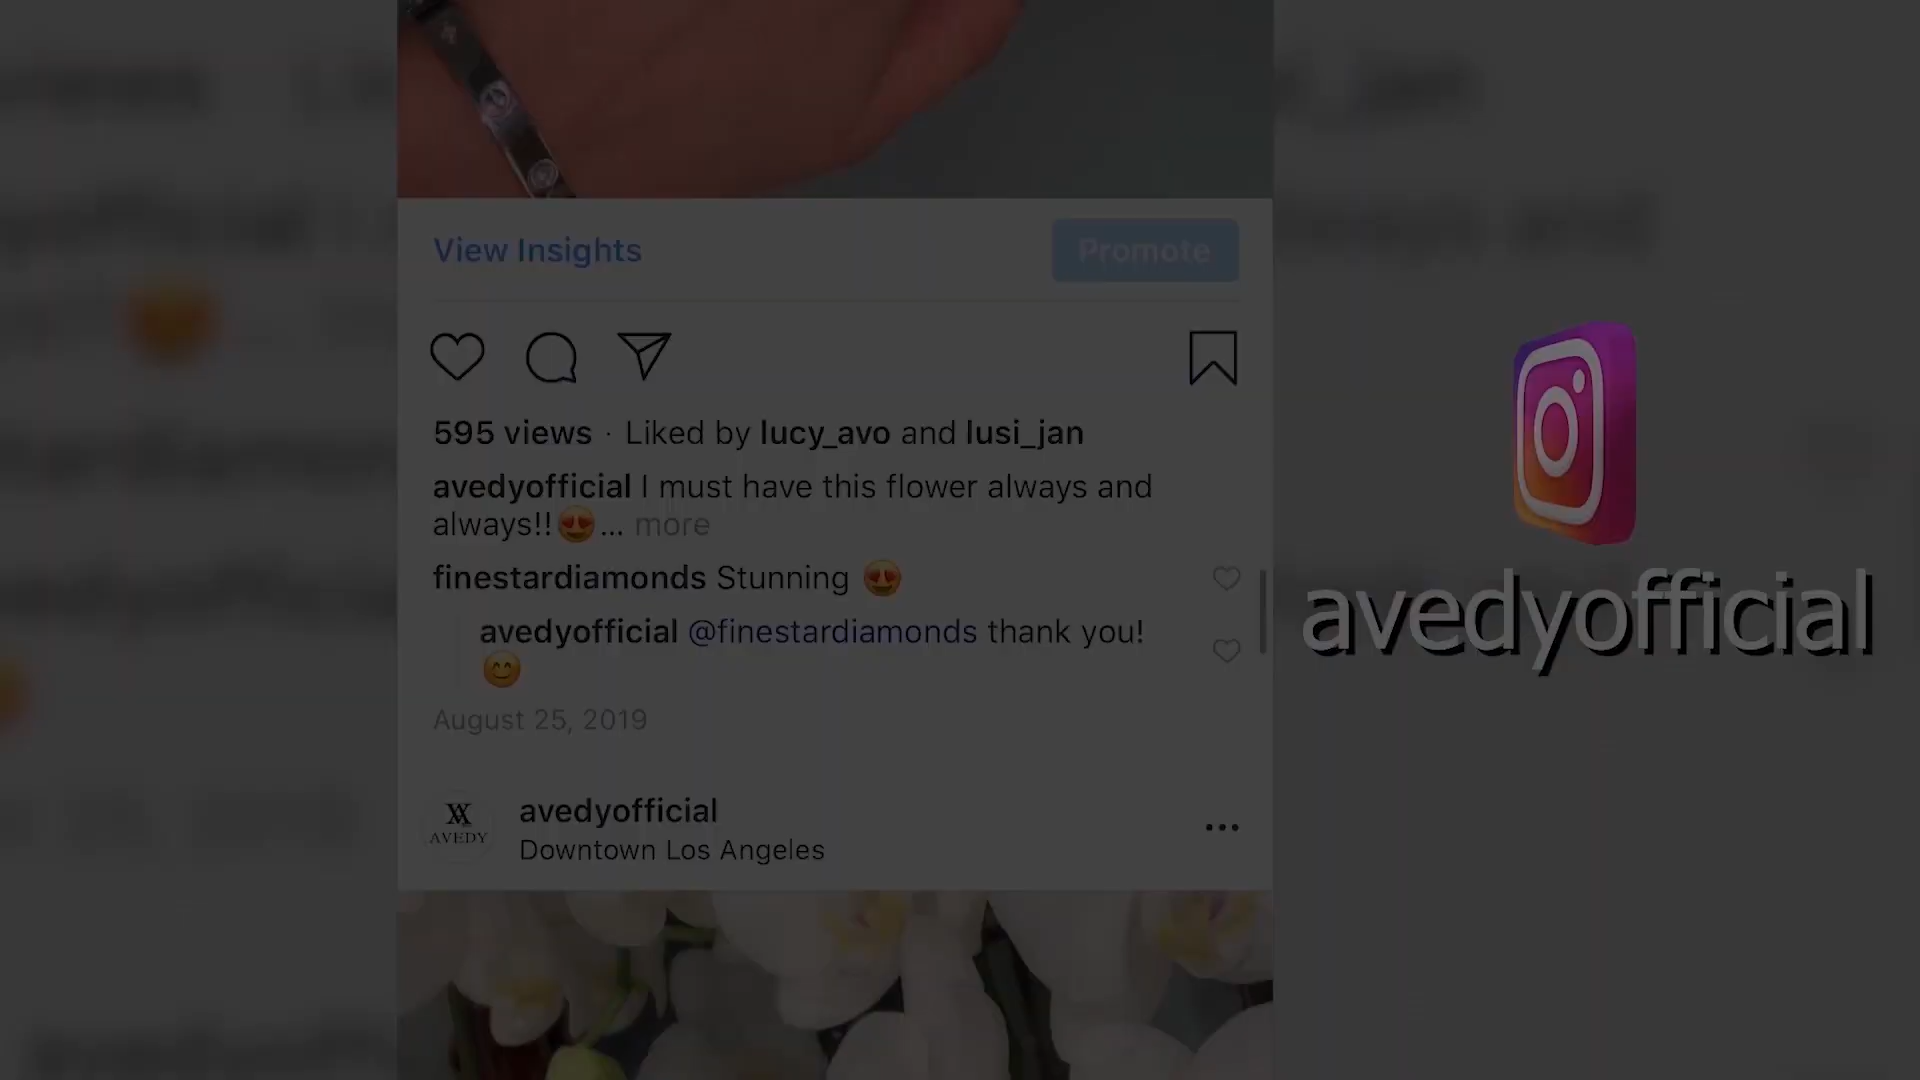 View Insights
Promote
595 views · Liked by lucy_avo and lusi_jan
avedyofficial I must have this flower always and
always!!😍... more
finestardiamonds Stunning 😍
avedyofficial @finestardiamonds thank you!
😊
August 25, 2019
AVEDY
avedyofficial
Downtown Los Angeles
avedyofficial